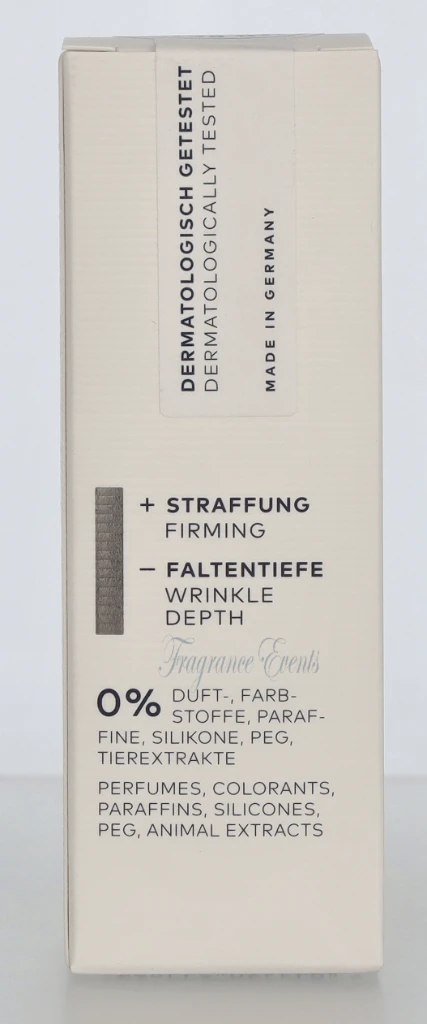 DERMATOLOGISCH GETESTET
DERMATOLOGICALLY TESTED
MADE IN GERMANY
+ STRAFFUNG
FIRMING
– FALTENTIEFE
WRINKLE
DEPTH
Fragrance Events
0% DUFT-, FARB-
STOFFE, PARAF-
FINE, SILIKONE, PEG,
TIEREXTRAKTE
PERFUMES, COLORANTS,
PARAFFINS, SILICONES,
PEG, ANIMAL EXTRACTS